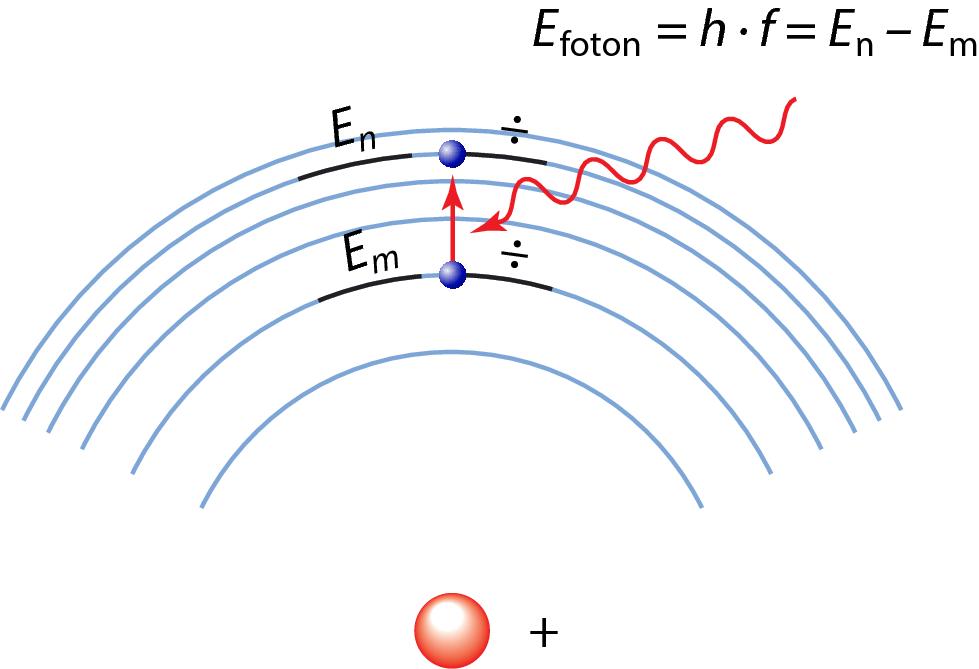 E_foton = h · f = E_n – E_m
E_n ÷
E_m ÷
+